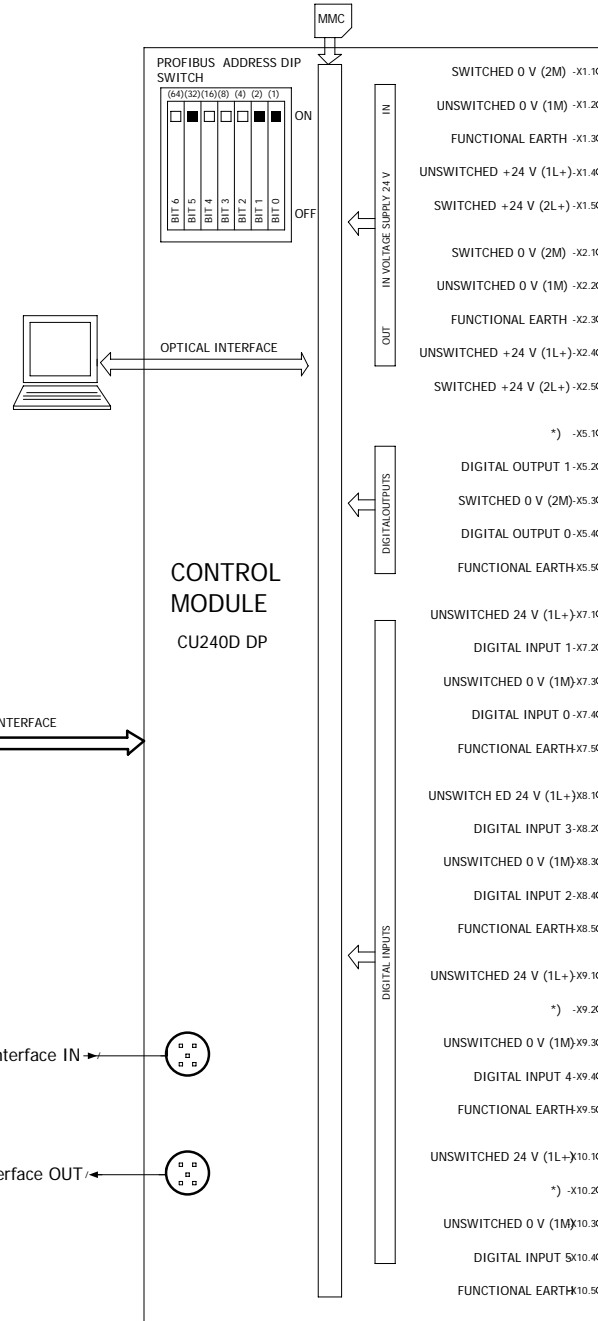 MMC
PROFIBUS ADDRESS DIP
SWITCH
(64)(32)(16)(8) (4) (2) (1)
ON
BIT 6 BIT 5 BIT 4 BIT 3 BIT 2 BIT 1 BIT 0
OFF
OPTICAL INTERFACE
CONTROL
MODULE
CU240D DP
NTERFACE
nterface IN
erface OUT
IN
IN VOLTAGE SUPPLY 24 V
OUT
DIGITALOUTPUTS
DIGITAL INPUTS
SWITCHED 0 V (2M) -X1.1
UNSWITCHED 0 V (1M) -X1.2
FUNCTIONAL EARTH -X1.3
UNSWITCHED +24 V (1L+)-X1.4
SWITCHED +24 V (2L+) -X1.5
SWITCHED 0 V (2M) -X2.1
UNSWITCHED 0 V (1M) -X2.2
FUNCTIONAL EARTH -X2.3
UNSWITCHED +24 V (1L+)-X2.4
SWITCHED +24 V (2L+) -X2.5
*) -X5.1
DIGITAL OUTPUT 1-X5.2
SWITCHED 0 V (2M)-X5.3
DIGITAL OUTPUT 0-X5.4
FUNCTIONAL EARTH-X5.5
UNSWITCHED 24 V (1L+)-X7.1
DIGITAL INPUT 1-X7.2
UNSWITCHED 0 V (1M)-X7.3
DIGITAL INPUT 0-X7.4
FUNCTIONAL EARTH-X7.5
UNSWITCH ED 24 V (1L+)-X8.1
DIGITAL INPUT 3-X8.2
UNSWITCHED 0 V (1M)-X8.3
DIGITAL INPUT 2-X8.4
FUNCTIONAL EARTH-X8.5
UNSWITCHED 24 V (1L+)-X9.1
*) -X9.2
UNSWITCHED 0 V (1M)-X9.3
DIGITAL INPUT 4-X9.4
FUNCTIONAL EARTH-X9.5
UNSWITCHED 24 V (1L+)-X10.1
*) -X10.2
UNSWITCHED 0 V (1M)-X10.3
DIGITAL INPUT 5-X10.4
FUNCTIONAL EARTH-X10.5